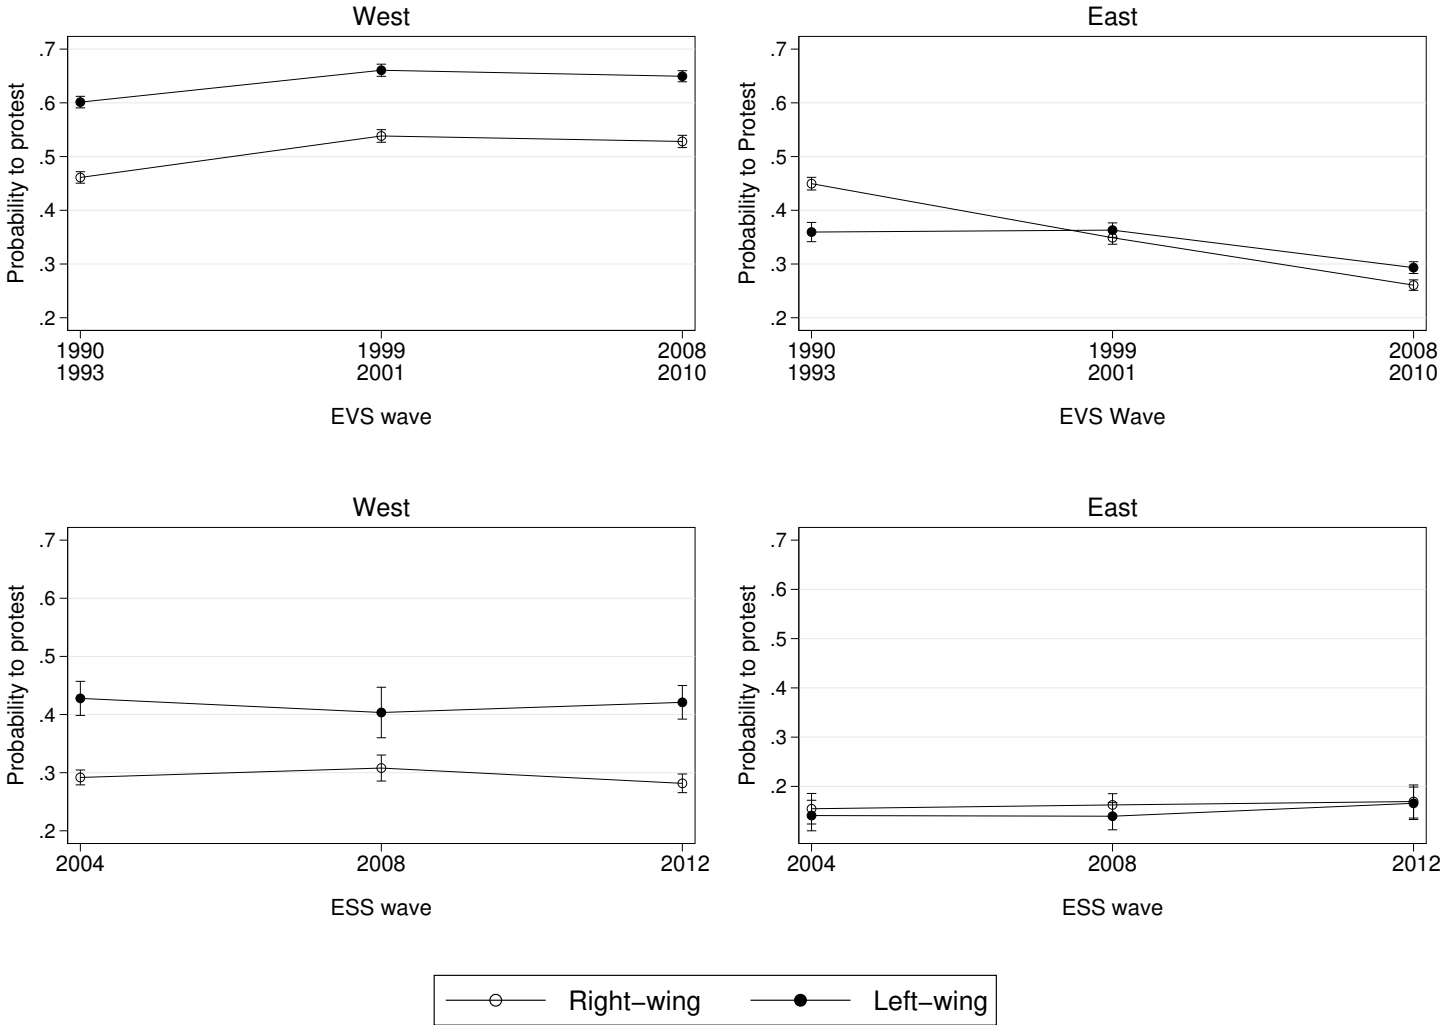 West
.7
.6
.5
.4
.3
.2
Probability to protest
1990 1999 2008
1993 2001 2010
EVS wave
East
.7
.6
.5
.4
.3
.2
Probability to Protest
1990 1999 2008
1993 2001 2010
EVS Wave
West
.7
.6
.5
.4
.3
.2
Probability to protest
2004 2008 2012
ESS wave
East
.7
.6
.5
.4
.3
.2
Probability to protest
2004 2008 2012
ESS wave
Right−wing Left−wing